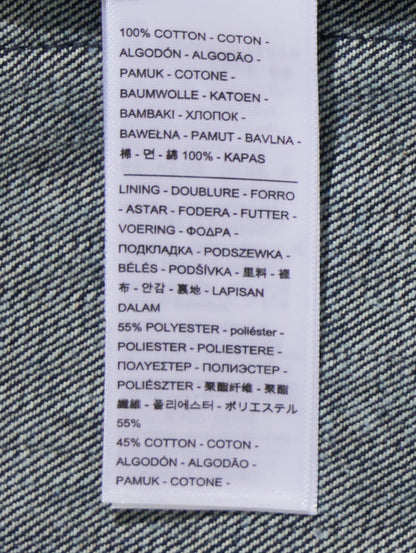 100% COTTON - COTON -
ALGODÓN - ALGODÃO -
PAMUK - COTONE -
BAUMWOLLE - KATOEN -
BAMBAKI - ХЛОПОК -
BAWEŁNA - PAMUT - BAVLNA -
棉 - 면 - 綿 100% - KAPAS
LINING - DOUBLURE - FORRO
- ASTAR - FODERA - FUTTER -
VOERING - ΦΟΔΡΑ -
ПОДКЛАДКА - PODSZEWKA -
BÉLÉS - PODŠÍVKA - 里料 - 裡
布 - 안감 - 裏地 - LAPISAN
DALAM
55% POLYESTER - poliéster -
POLIESTER - POLIESTERE -
ΠΟΛΥΕΣΤΕΡ - ПОЛИЭСТЕР -
POLIÉSZTER - 聚酯纤维 - 聚酯
纖維 - 폴리에스터 - ポリエステル
55%
45% COTTON - COTON -
ALGODÓN - ALGODÃO -
PAMUK - COTONE -